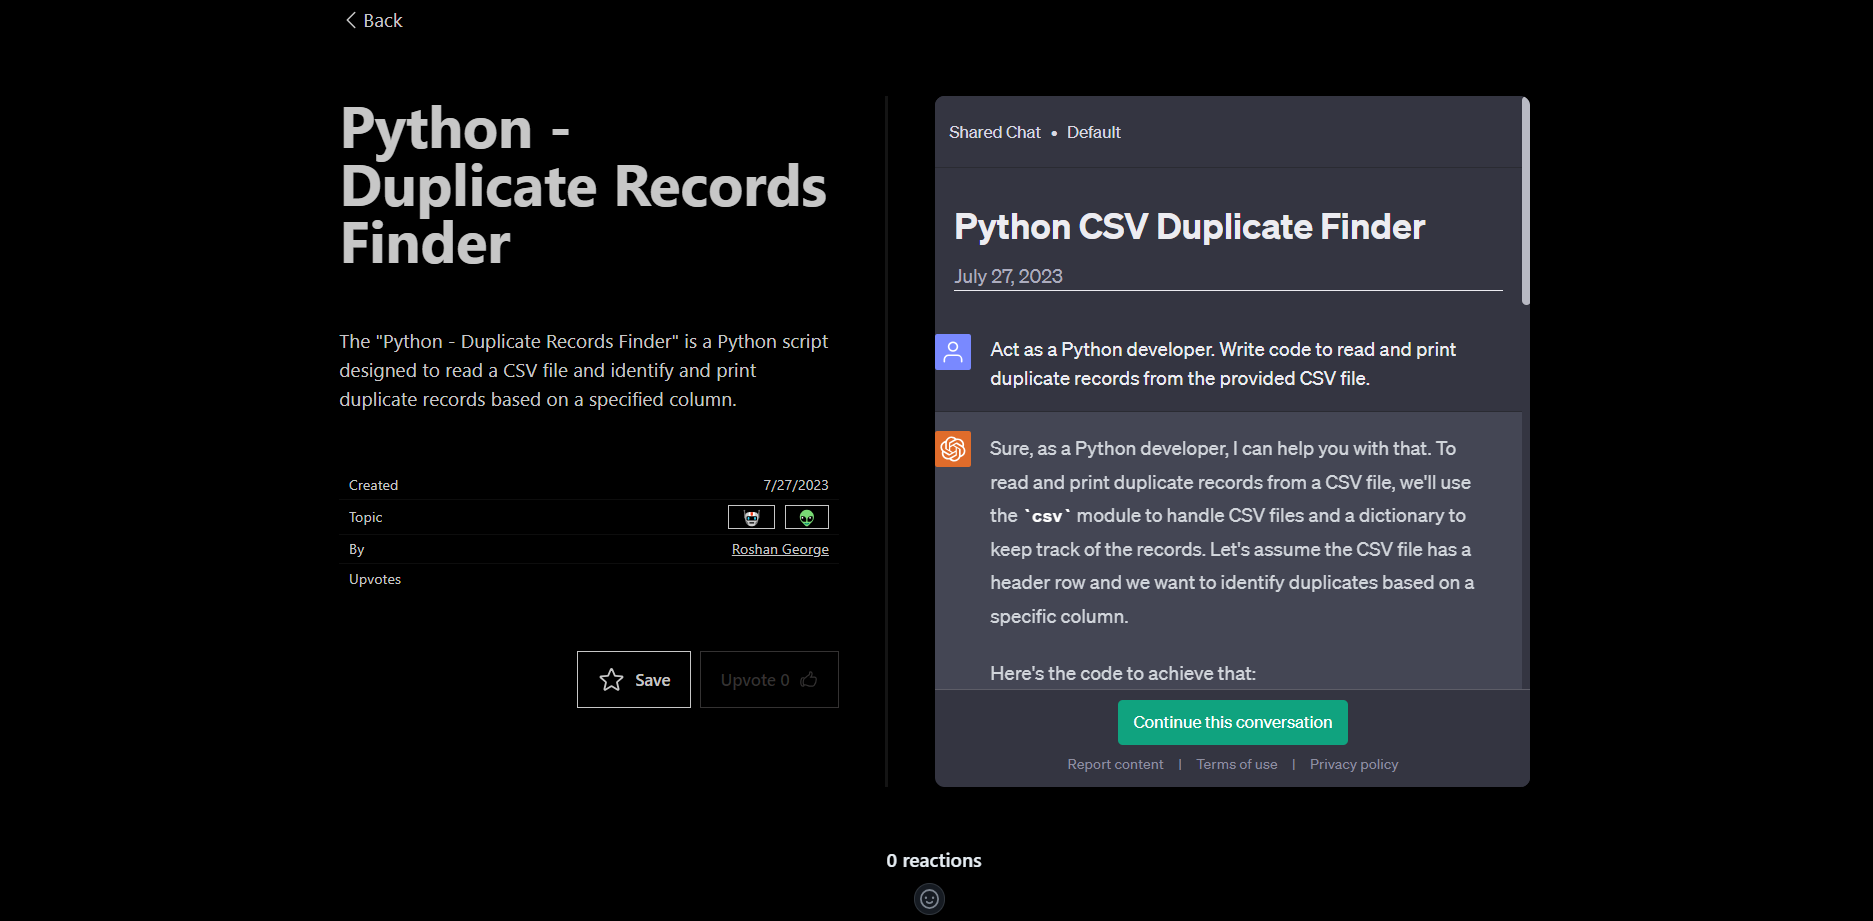 Back
Python -
Duplicate Records
Finder
The "Python - Duplicate Records Finder" is a Python script
designed to read a CSV file and identify and print
duplicate records based on a specified column.
Created 7/27/2023
Topic
By Roshan George
Upvotes
Save
Upvote 0
Shared Chat • Default
Python CSV Duplicate Finder
July 27, 2023
Act as a Python developer. Write code to read and print
duplicate records from the provided CSV file.
Sure, as a Python developer, I can help you with that. To
read and print duplicate records from a CSV file, we'll use
the `csv` module to handle CSV files and a dictionary to
keep track of the records. Let's assume the CSV file has a
header row and we want to identify duplicates based on a
specific column.
Here's the code to achieve that:
Continue this conversation
Report content | Terms of use | Privacy policy
0 reactions